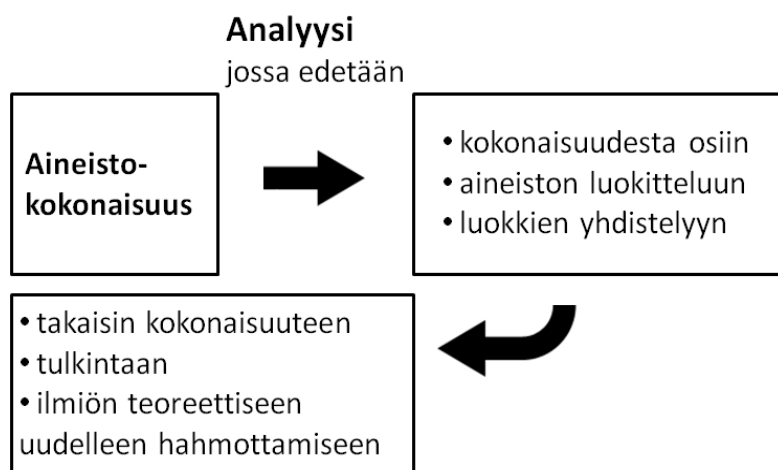 Analyysi
jossa edetään
Aineisto-
kokonaisuus
• kokonaisuudesta osiin
• aineiston luokitteluun
• luokkien yhdistelyyn
• takaisin kokonaisuuteen
• tulkintaan
• ilmiön teoreettiseen
uudelleen hahmottamiseen